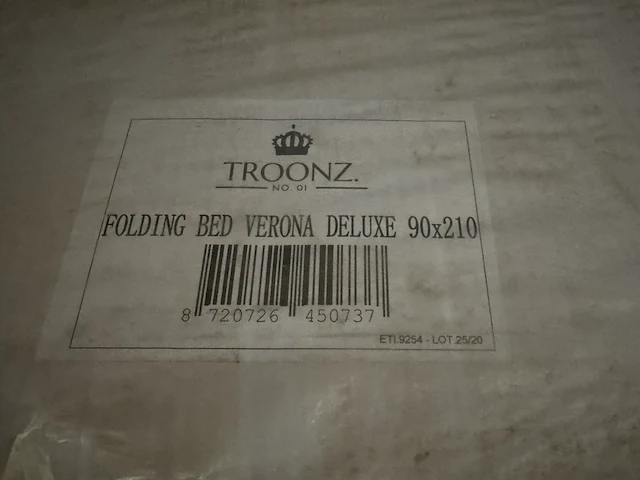 TROONZ.
NO. 01
FOLDING BED VERONA DELUXE 90x210
8 720726 450737
ETI.9254 - LOT.25/20